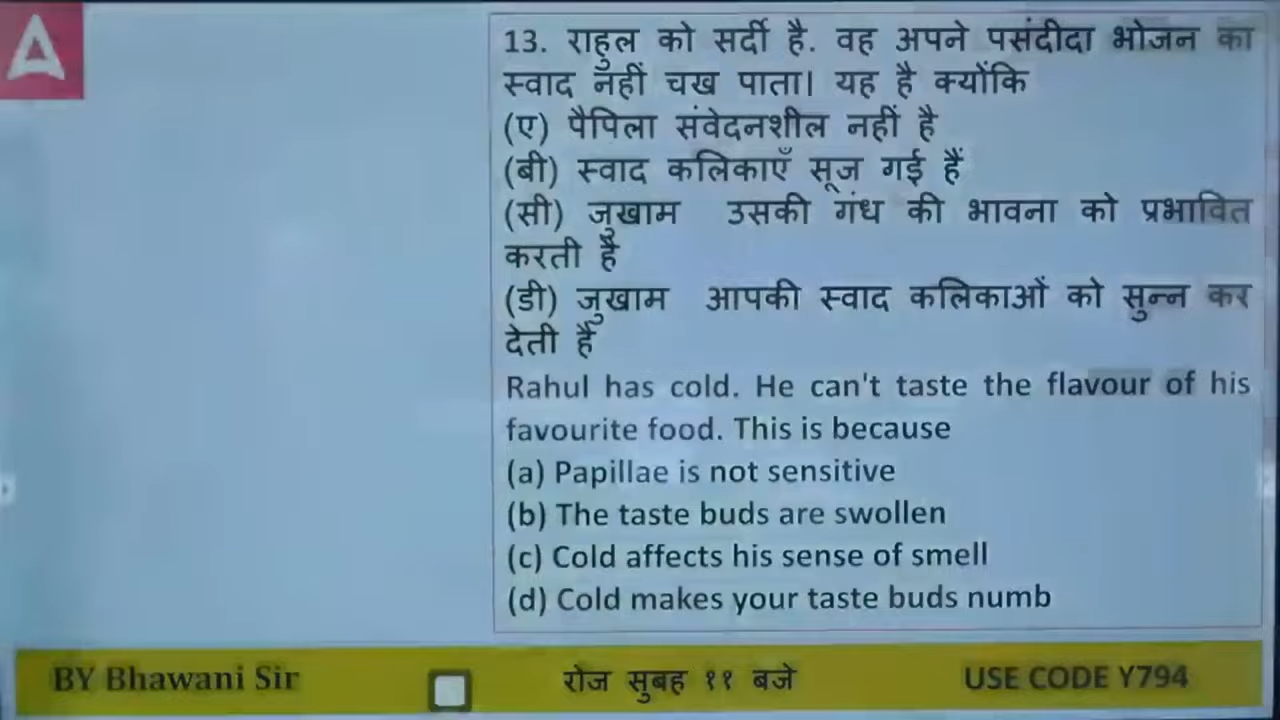 13. राहुल को सर्दी है. वह अपने पसंदीदा भोजन का
स्वाद नहीं चख पाता। यह है क्योंकि
(ए) पैपिला संवेदनशील नहीं है
(बी) स्वाद कलिकाएँ सूज गई हैं
(सी) जुखाम उसकी गंध की भावना को प्रभावित
करती है
(डी) जुखाम आपकी स्वाद कलिकाओं को सुन्न कर
देती है
Rahul has cold. He can't taste the flavour of his
favourite food. This is because
(a) Papillae is not sensitive
(b) The taste buds are swollen
(c) Cold affects his sense of smell
(d) Cold makes your taste buds numb
BY Bhawani Sir
रोज सुबह ११ बजे
USE CODE Y794